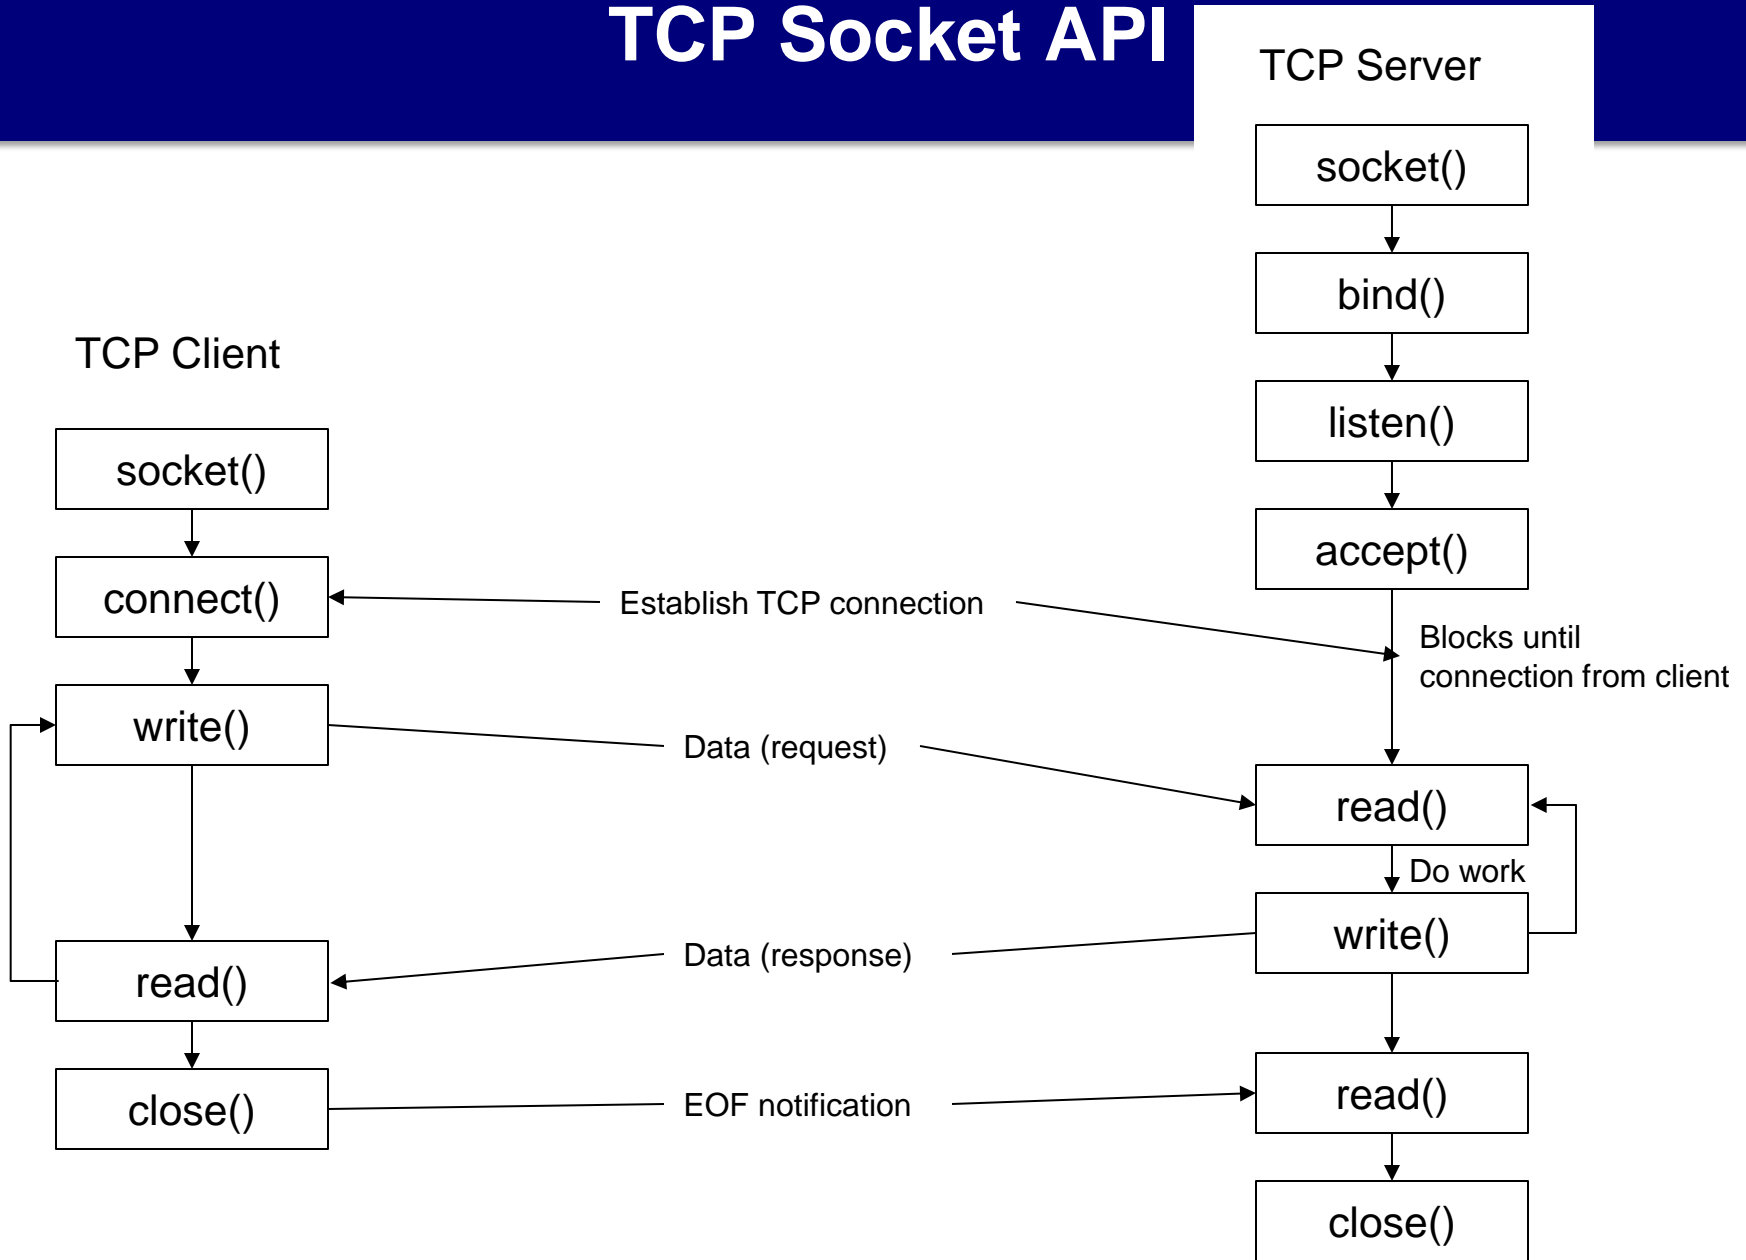 TCP Socket API
TCP Server
socket()
bind()
listen()
accept()
Blocks until
connection from client
read()
Do work
write()
read()
close()
TCP Client
socket()
connect()
write()
read()
close()
Establish TCP connection
Data (request)
Data (response)
EOF notification